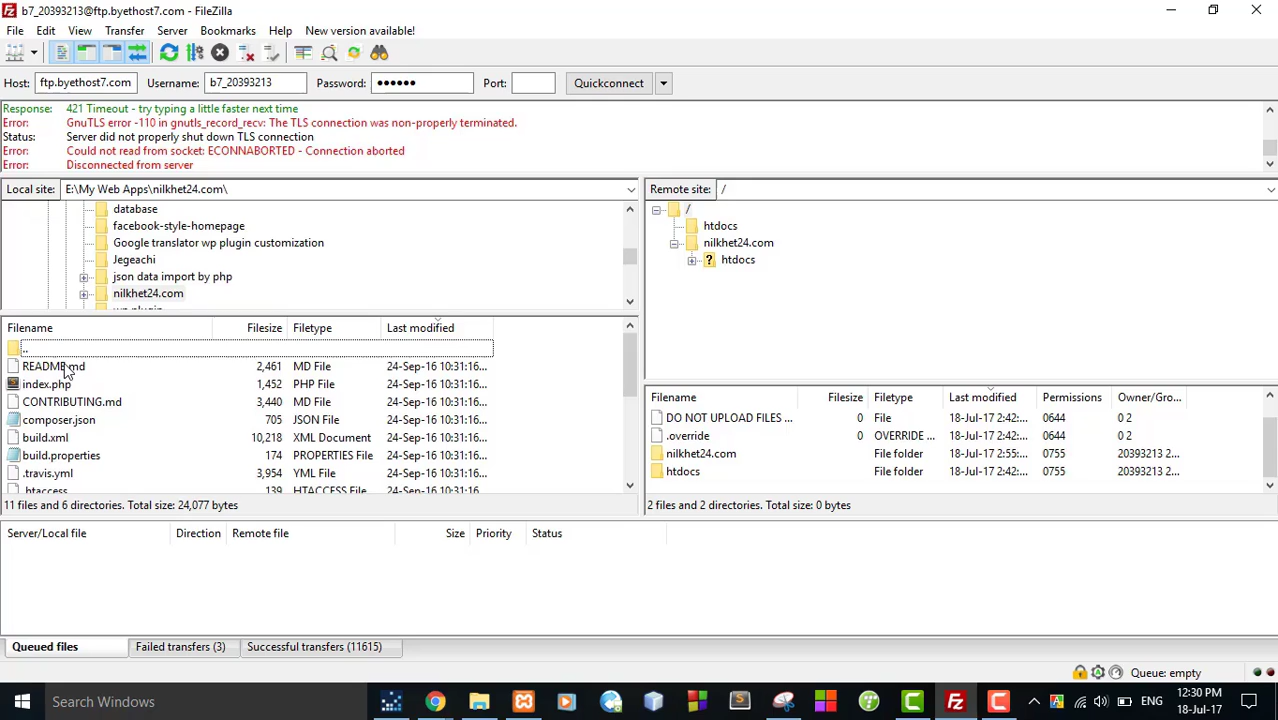 b7_20393213@ftp.byethost7.com - FileZilla
File Edit View Transfer Server Bookmarks Help New version available!
Host: ftp.byethost7.com Username: b7_20393213 Password: ●●●●●● Port: Quickconnect
Response: 421 Timeout - try typing a little faster next time
Error: GnuTLS error -110 in gnutls_record_recv: The TLS connection was non-properly terminated.
Status: Server did not properly shut down TLS connection
Error: Could not read from socket: ECONNABORTED - Connection aborted
Error: Disconnected from server
Local site: E:\My Web Apps\nilkhet24.com\
database
facebook-style-homepage
Google translator wp plugin customization
Jegeachi
json data import by php
nilkhet24.com
wp plugin
Filename Filesize Filetype Last modified
..
README.md 2,461 MD File 24-Sep-16 10:31:16...
index.php 1,452 PHP File 24-Sep-16 10:31:16...
CONTRIBUTING.md 3,440 MD File 24-Sep-16 10:31:16...
composer.json 705 JSON File 24-Sep-16 10:31:16...
build.xml 10,218 XML Document 24-Sep-16 10:31:16...
build.properties 174 PROPERTIES File 24-Sep-16 10:31:16...
.travis.yml 3,954 YML File 24-Sep-16 10:31:16...
.htaccess 139 HTACCESS File 24-Sep-16 10:31:16...
11 files and 6 directories. Total size: 24,077 bytes
Remote site: /
/
htdocs
nilkhet24.com
? htdocs
Filename Filesize Filetype Last modified Permissions Owner/Gro...
DO NOT UPLOAD FILES ... 0 File 18-Jul-17 2:42:... 0644 0 2
.override 0 OVERRIDE ... 18-Jul-17 2:42:... 0644 0 2
nilkhet24.com File folder 18-Jul-17 2:55:... 0755 20393213 2...
htdocs File folder 18-Jul-17 2:42:... 0755 20393213 2...
2 files and 2 directories. Total size: 0 bytes
Server/Local file Direction Remote file Size Priority Status
Queued files Failed transfers (3) Successful transfers (11615)
Queue: empty
Search Windows
ENG
12:30 PM
18-Jul-17